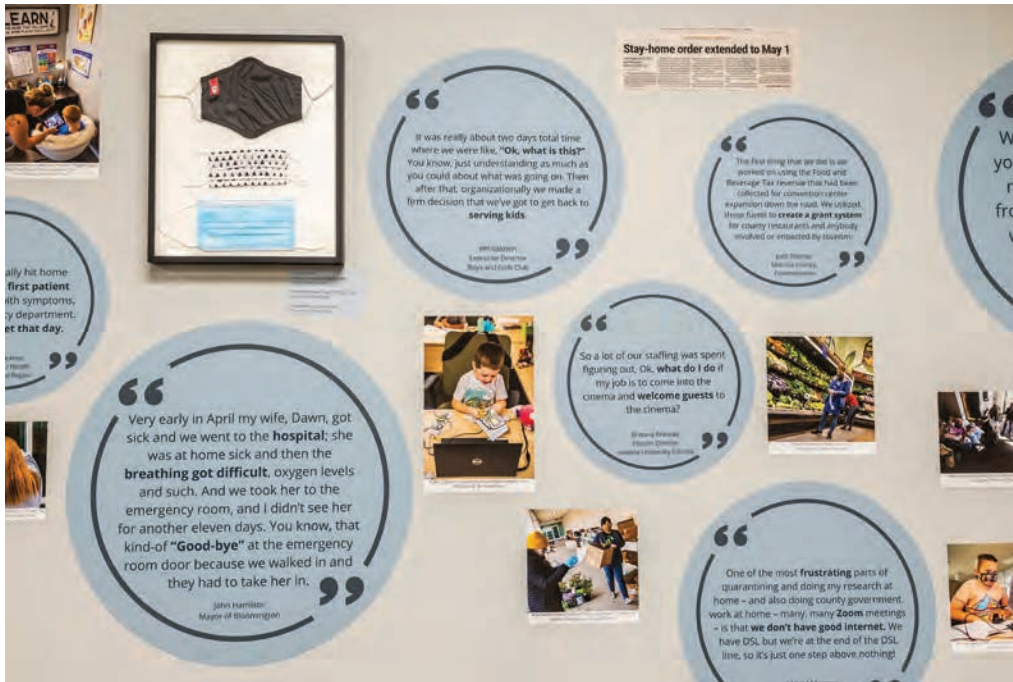 LEARN!
Stay-home order extended to May 1
It was really about two days total time
where we were like, "Ok, what is this?"
You know, just understanding as much as
you could about what was going on. Then
after that, organizationally we made a
firm decision that we've got to get back to
serving kids.
Executive Director
Boys and Girls Club
The first thing that we did is we
worked on using the Food and
Beverage Tax revenue that had been
collected for convention center
expansion down the road. We utilized
those funds to create a grant system
for county restaurants and anybody
involved or impacted by tourism.
ally hit home
first patient
ith symptoms,
cy department.
et that day.
So a lot of our staffing was spent
figuring out, Ok, what do I do if
my job is to come into the
cinema and welcome guests to
the cinema?
Very early in April my wife, Dawn, got
sick and we went to the hospital; she
was at home sick and then the
breathing got difficult, oxygen levels
and such. And we took her to the
emergency room, and I didn't see her
for another eleven days. You know, that
kind-of "Good-bye" at the emergency
room door because we walked in and
they had to take her in.
John Hamilton
Mayor of Bloomington
One of the most frustrating parts of
quarantining and doing my research at
home – and also doing county government
work at home – many, many Zoom meetings
– is that we don't have good internet. We
have DSL but we're at the end of the DSL
line, so it's just one step above nothing!
W
yo
fro